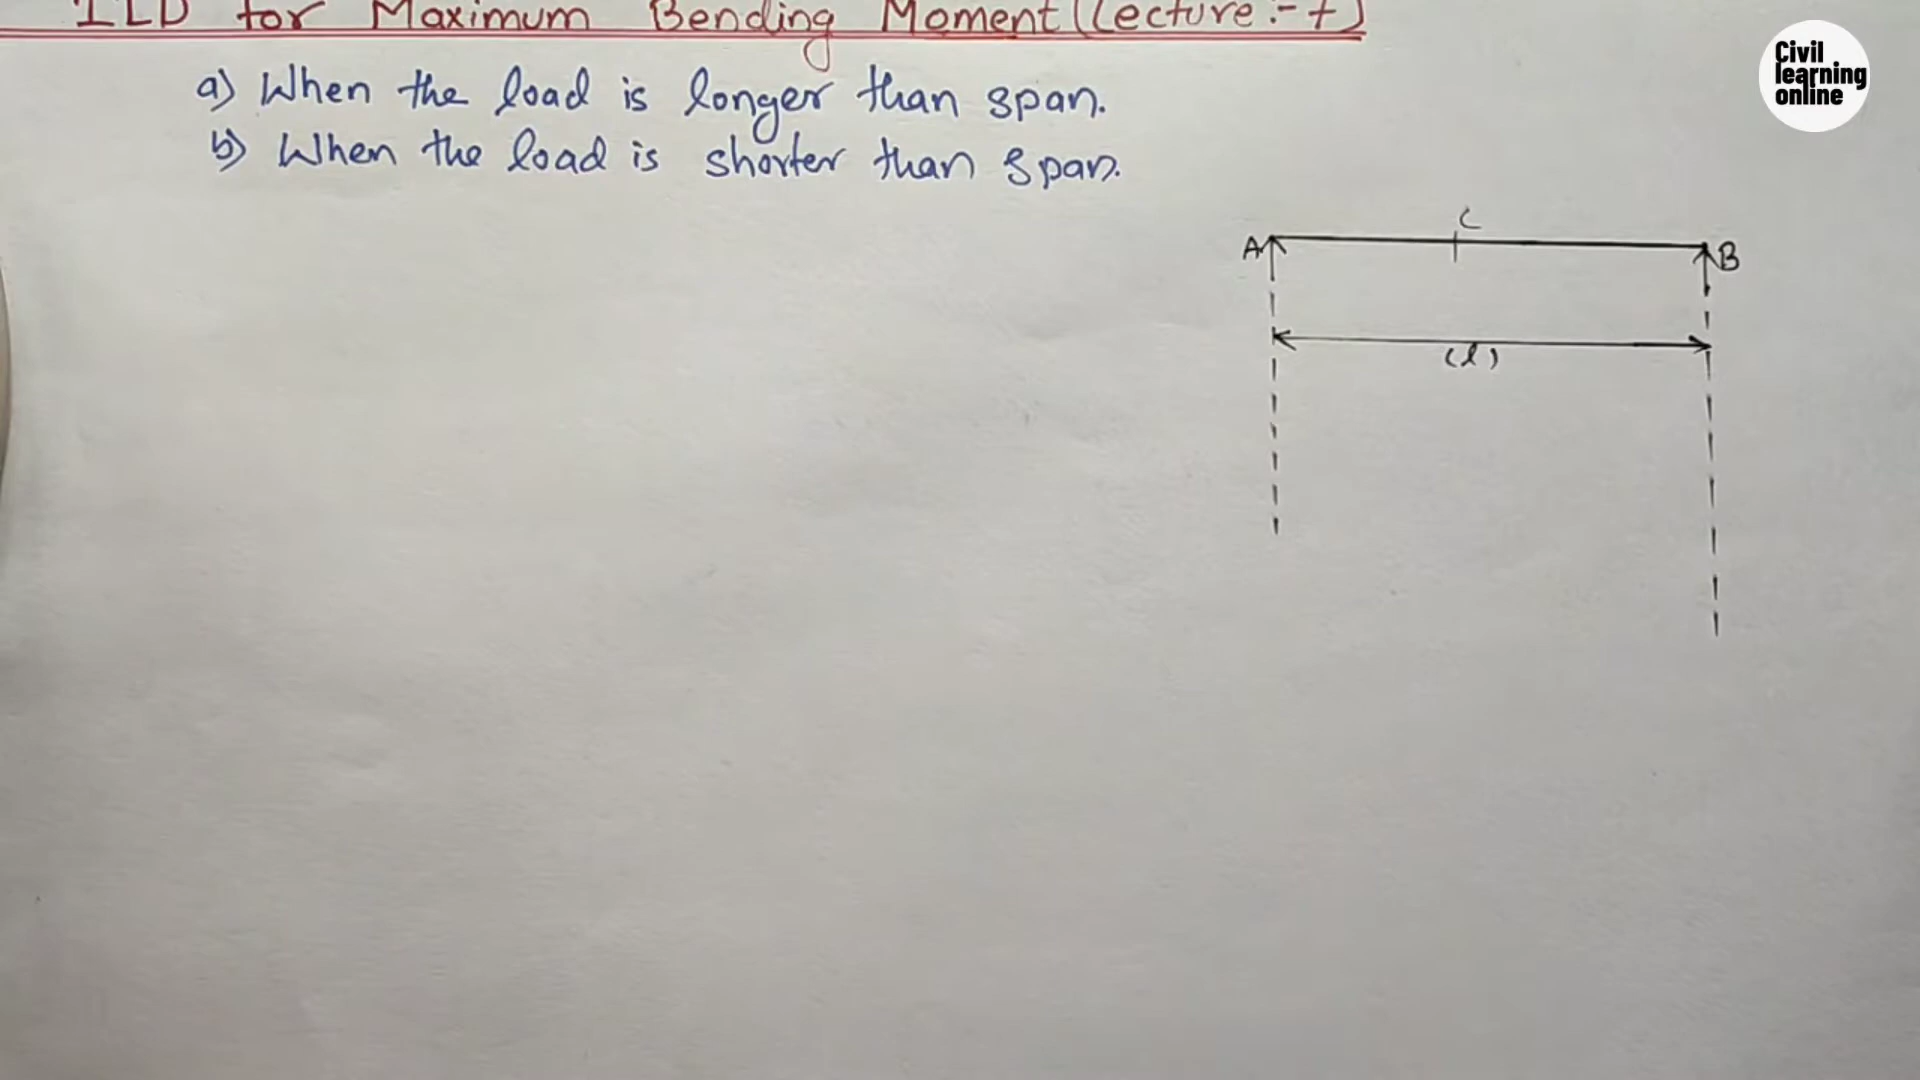 ILD for Maximum Bending Moment (Lecture :- 7)
a) When the load is longer than span.
b) When the load is shorter than span.
Civil
learning
online
C
A
B
(l)